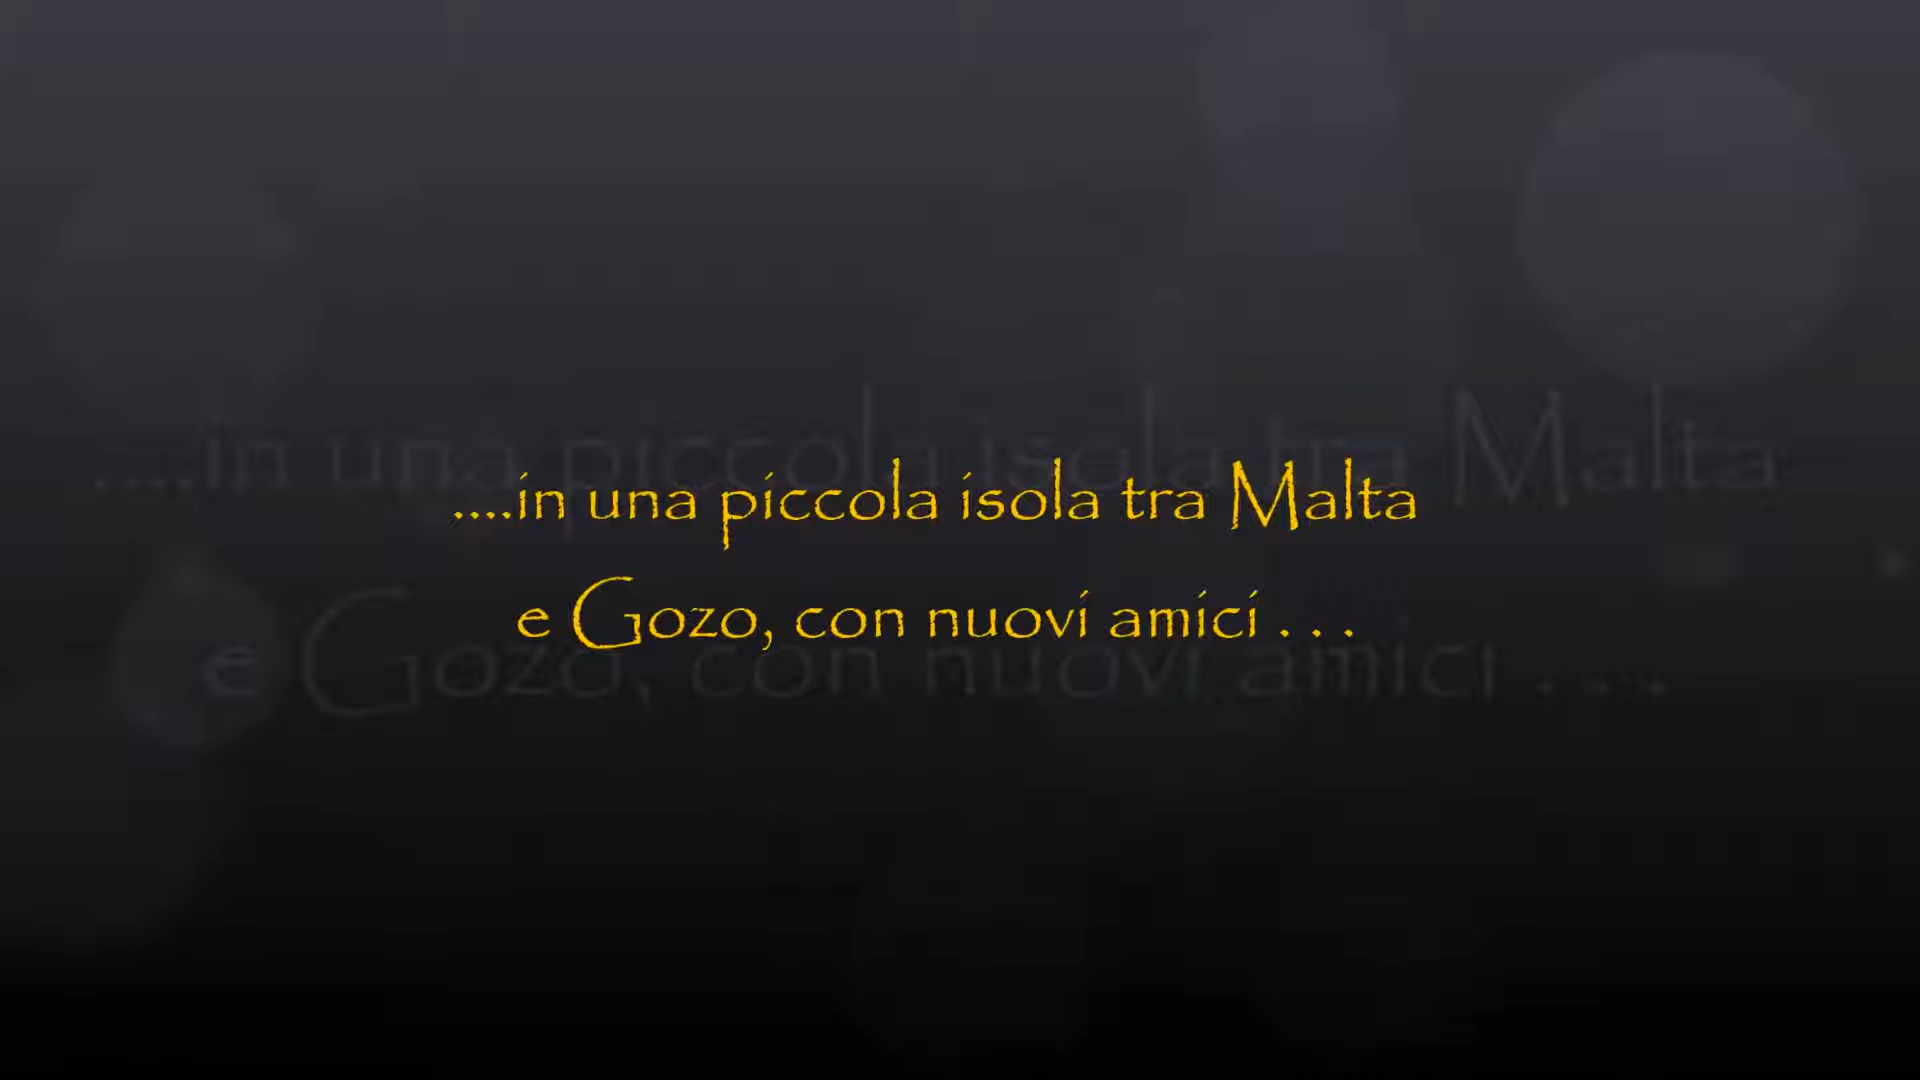 ....in una piccola isola tra Malta
e Gozo, con nuovi amici . . .